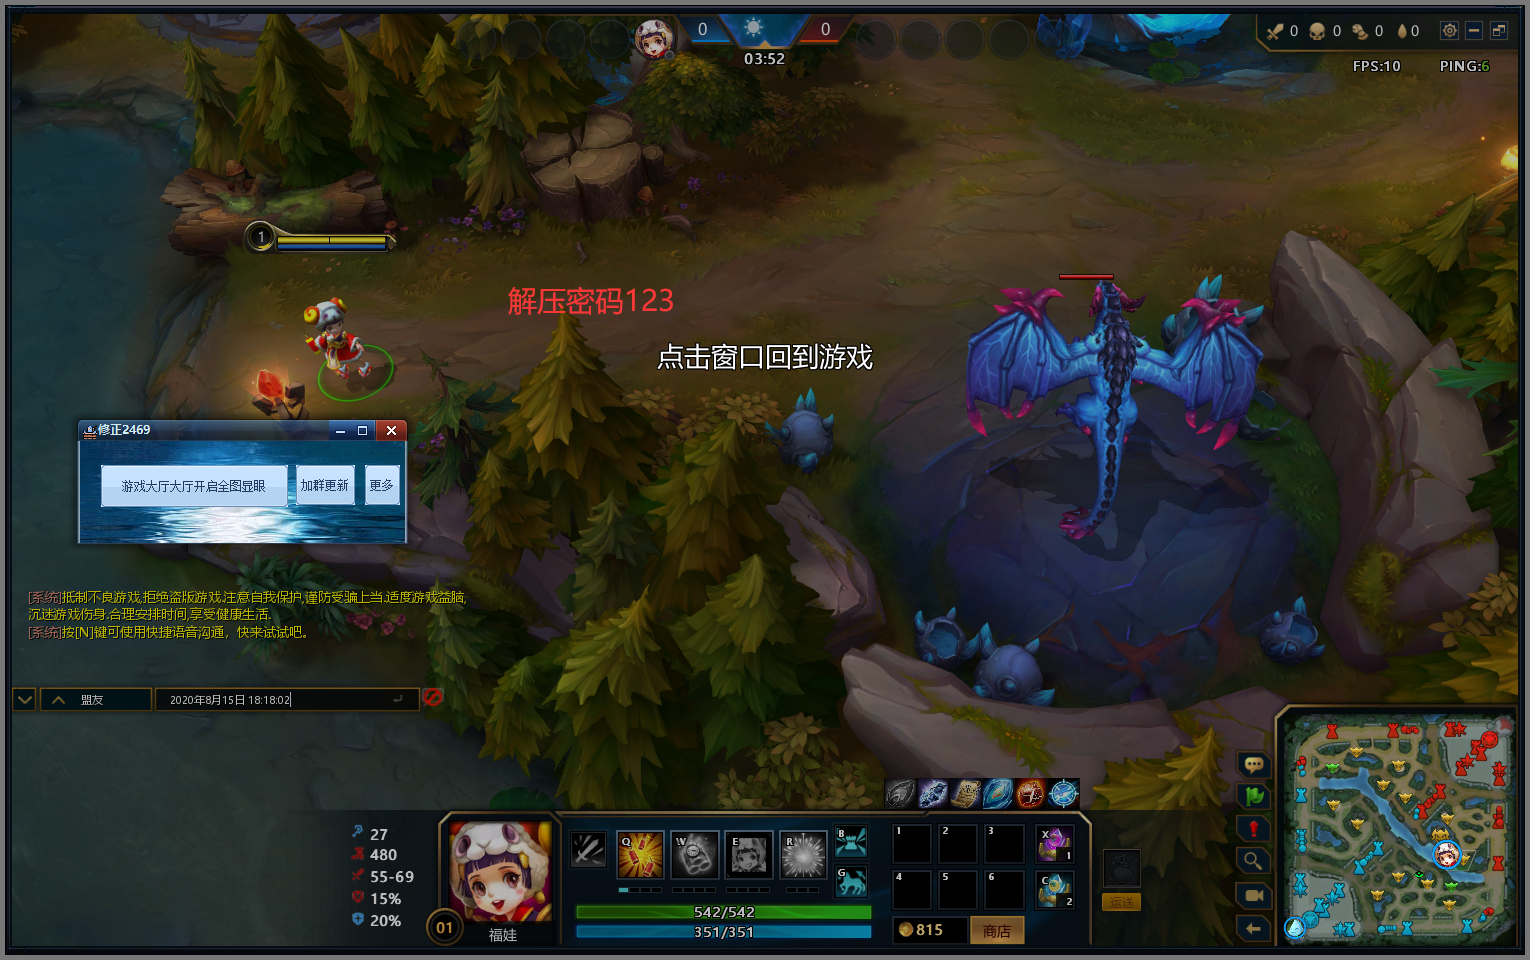 0
0
03:52
0
0
0
0
FPS:10
PING:6
1
解压密码123
点击窗口回到游戏
修正2469
游戏大厅大厅开启全图显眼
加群更新
更多
[系统]抵制不良游戏,拒绝盗版游戏.注意自我保护,谨防受骗上当.适度游戏益脑,
沉迷游戏伤身.合理安排时间,享受健康生活.
[系统]按[N]键可使用快捷语音沟通，快来试试吧。
盟友
2020年8月15日 18:18:02
27
480
55-69
15%
20%
01
福娃
Q
W
E
R
B
G
542/542
351/351
1
2
3
4
5
6
X
1
C
2
815
商店
运送